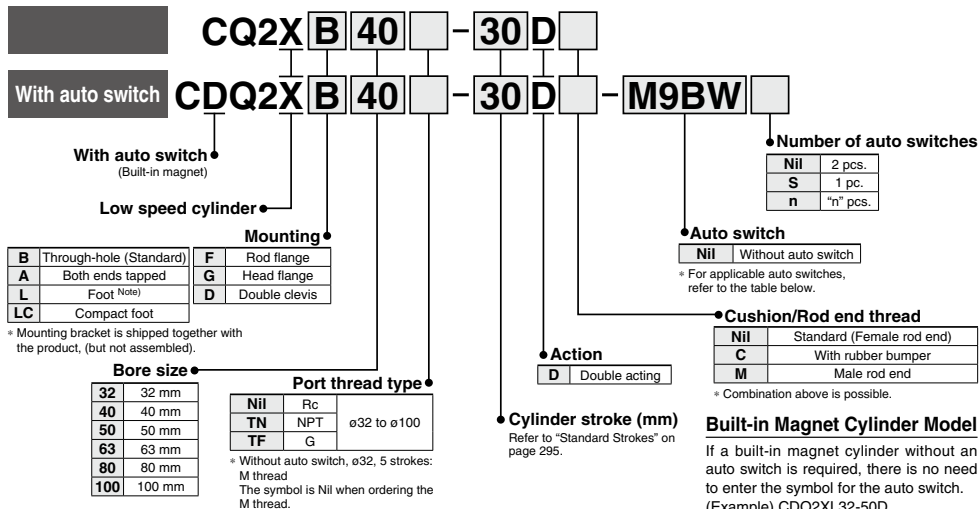 CQ2X B 40 - 30 D
With auto switch CDQ2X B 40 - 30 D - M9BW
With auto switch
(Built-in magnet)
Low speed cylinder
Mounting
B Through-hole (Standard) F Rod flange
A Both ends tapped G Head flange
L Foot Note) D Double clevis
LC Compact foot
* Mounting bracket is shipped together with
the product, (but not assembled).
Bore size
32 32 mm
40 40 mm
50 50 mm
63 63 mm
80 80 mm
100 100 mm
Port thread type
Nil Rc ø32 to ø100
TN NPT
TF G
* Without auto switch, ø32, 5 strokes:
M thread
The symbol is Nil when ordering the
M thread.
Cylinder stroke (mm)
Refer to "Standard Strokes" on
page 295.
Action
D Double acting
Number of auto switches
Nil 2 pcs.
S 1 pc.
n "n" pcs.
Auto switch
Nil Without auto switch
* For applicable auto switches,
refer to the table below.
Cushion/Rod end thread
Nil Standard (Female rod end)
C With rubber bumper
M Male rod end
* Combination above is possible.
Built-in Magnet Cylinder Model
If a built-in magnet cylinder without an
auto switch is required, there is no need
to enter the symbol for the auto switch.
(Example) CDQ2XL32-50D